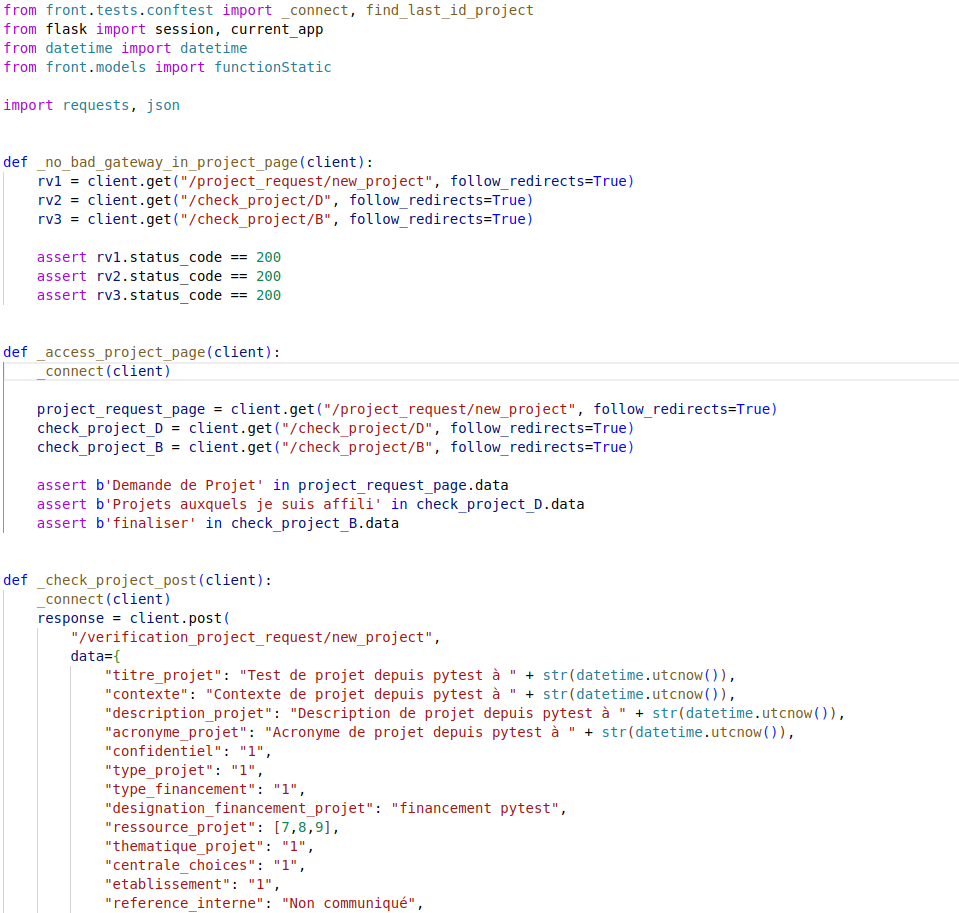 from front.tests.conftest import _connect, find_last_id_project
from flask import session, current_app
from datetime import datetime
from front.models import functionStatic

import requests, json


def _no_bad_gateway_in_project_page(client):
    rv1 = client.get("/project_request/new_project", follow_redirects=True)
    rv2 = client.get("/check_project/D", follow_redirects=True)
    rv3 = client.get("/check_project/B", follow_redirects=True)

    assert rv1.status_code == 200
    assert rv2.status_code == 200
    assert rv3.status_code == 200


def _access_project_page(client):
    _connect(client)

    project_request_page = client.get("/project_request/new_project", follow_redirects=True)
    check_project_D = client.get("/check_project/D", follow_redirects=True)
    check_project_B = client.get("/check_project/B", follow_redirects=True)

    assert b'Demande de Projet' in project_request_page.data
    assert b'Projets auxquels je suis affili' in check_project_D.data
    assert b'finaliser' in check_project_B.data


def _check_project_post(client):
    _connect(client)
    response = client.post(
        "/verification_project_request/new_project",
        data={
            "titre_projet": "Test de projet depuis pytest à " + str(datetime.utcnow()),
            "contexte": "Contexte de projet depuis pytest à " + str(datetime.utcnow()),
            "description_projet": "Description de projet depuis pytest à " + str(datetime.utcnow()),
            "acronyme_projet": "Acronyme de projet depuis pytest à " + str(datetime.utcnow()),
            "confidentiel": "1",
            "type_projet": "1",
            "type_financement": "1",
            "designation_financement_projet": "financement pytest",
            "ressource_projet": [7,8,9],
            "thematique_projet": "1",
            "centrale_choices": "1",
            "etablissement": "1",
            "reference_interne": "Non communiqué",